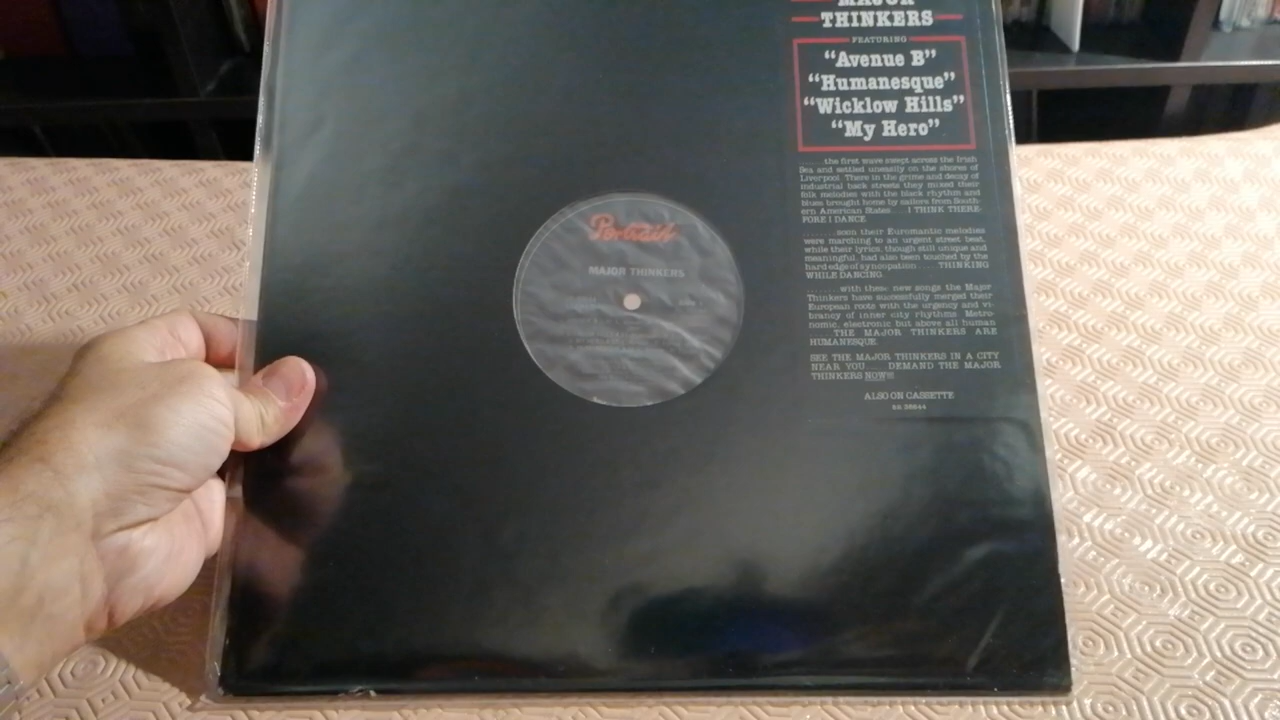 MAJOR
THINKERS
FEATURING
“Avenue B”
“Humanesque”
“Wicklow Hills”
“My Hero”
.......the first wave swept across the Irish
Sea and settled uneasily on the shores of
Liverpool. There in the grime and decay of
industrial back streets they mixed their
folk melodies with the black rhythm and
blues brought home by sailors from South-
ern American States.....I THINK THERE-
FORE I DANCE.
........soon their Euromantic melodies
were marching to an urgent street beat,
while their lyrics, though still unique and
meaningful, had also been touched by the
hard edge of syncopation.....THINKING
WHILE DANCING.
........with these new songs the Major
Thinkers have successfully merged their
European roots with the urgency and vi-
brancy of inner city rhythms. Metro-
nomic, electronic but above all human
.....THE MAJOR THINKERS ARE
HUMANESQUE.
SEE THE MAJOR THINKERS IN A CITY
NEAR YOU.....DEMAND THE MAJOR
THINKERS NOW!!!
ALSO ON CASSETTE
38644
Portrait
MAJOR THINKERS